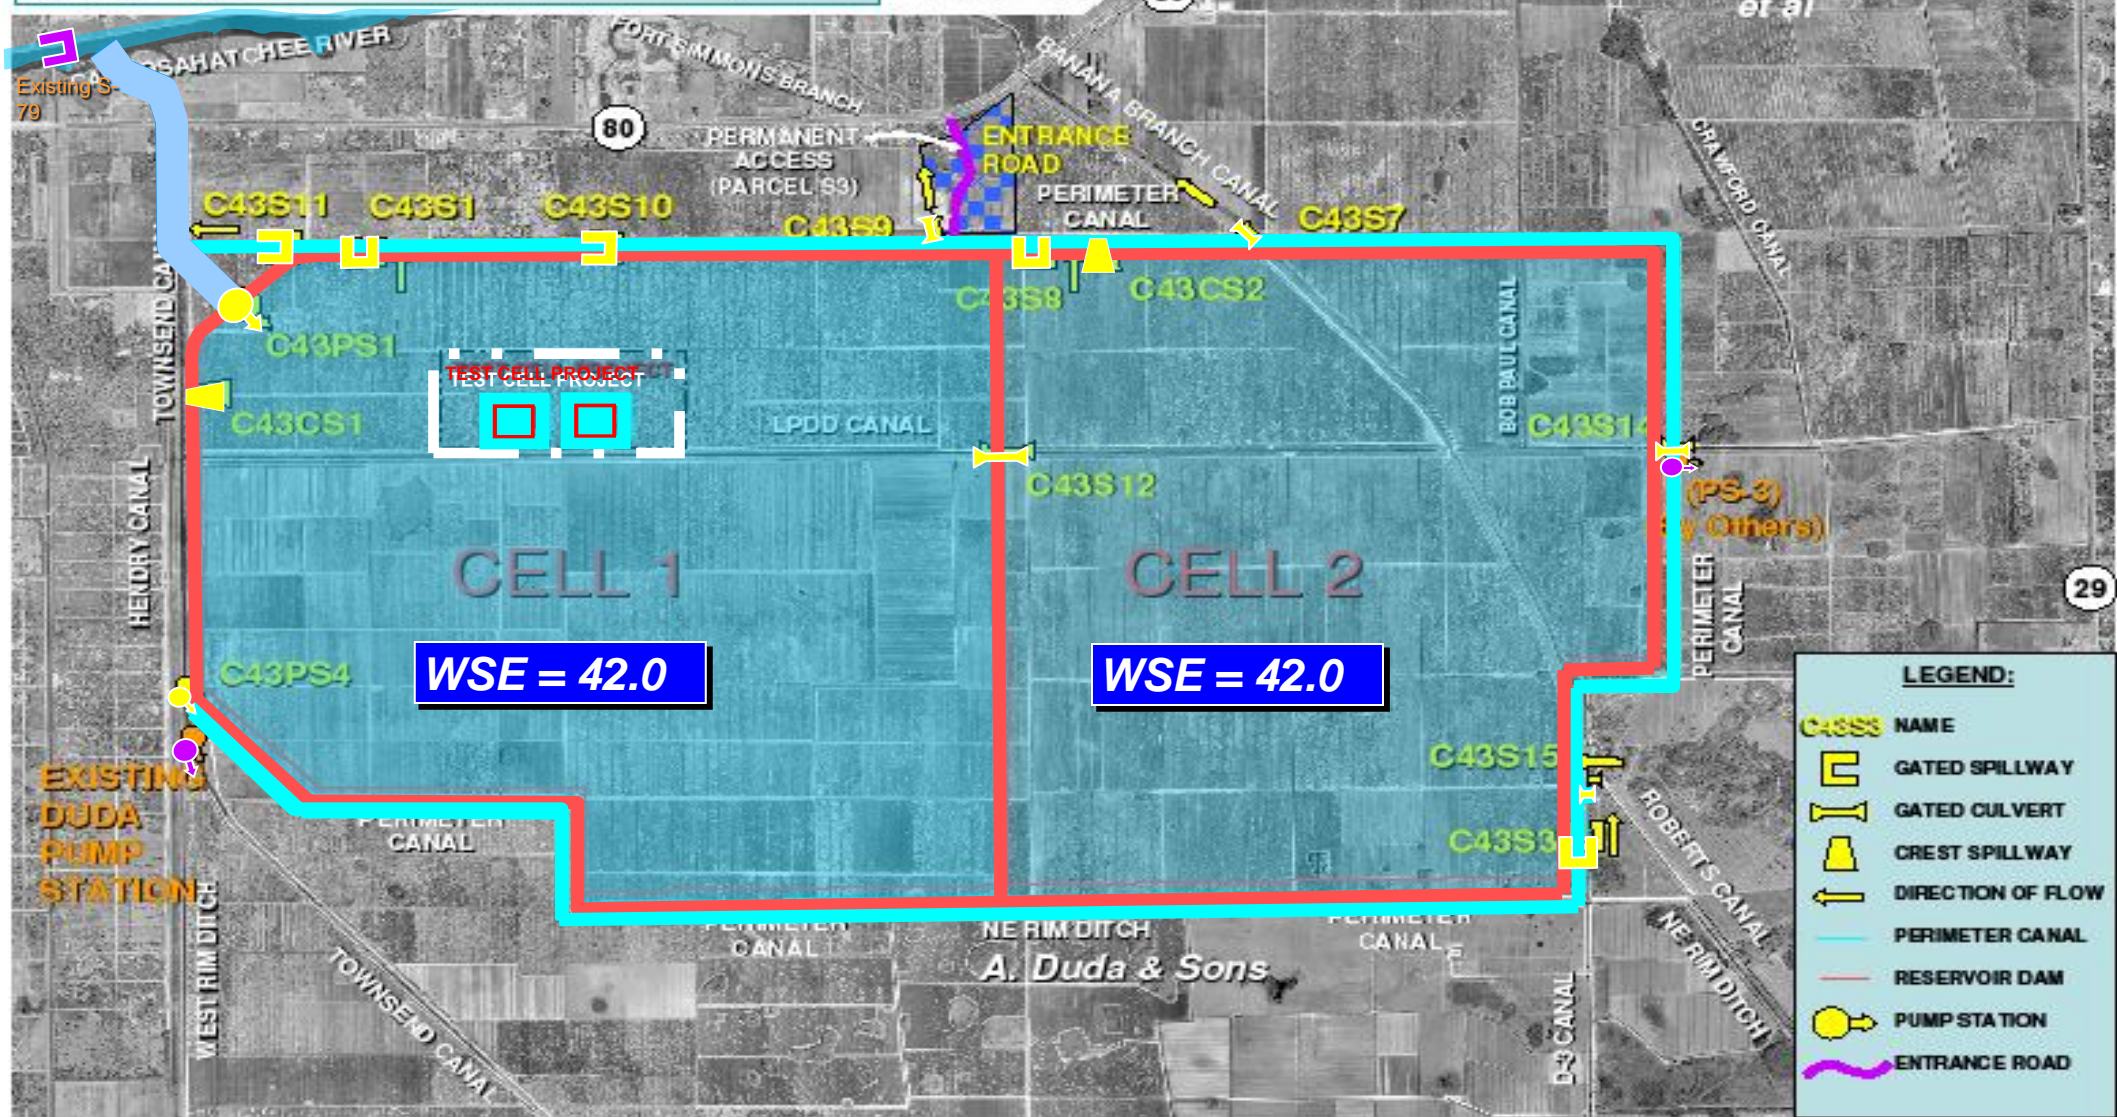 et al
CALOOSAHATCHEE RIVER
Existing S-
79
FORT SIMMONS BRANCH
BANANA BRANCH CANAL
80
PERMANENT
ACCESS
(PARCEL S3)
ENTRANCE
ROAD
PERIMETER
CANAL
CRAWFORD CANAL
C43S11
C43S1
C43S10
C43S9
C43S7
TOWNSEND CANAL
C43S8
C43CS2
BOB PAUL CANAL
C43PS1
TEST CELL PROJECT
TEST CELL PROJECT
C43CS1
LPDD CANAL
C43S14
C43S12
(PS-3)
(By Others)
HENDRY CANAL
CELL 1
CELL 2
PERIMETER
CANAL
29
C43PS4
WSE = 42.0
WSE = 42.0
EXISTING
DUDA
PUMP
STATION
PERIMETER
CANAL
C43S15
C43S3
ROBERTS CANAL
NE RIM DITCH
WEST RIM DITCH
TOWNSEND CANAL
PERIMETER
CANAL
NE RIM DITCH
A. Duda & Sons
PERIMETER
CANAL
D-3 CANAL
LEGEND:
C43S3 NAME
GATED SPILLWAY
GATED CULVERT
CREST SPILLWAY
DIRECTION OF FLOW
PERIMETER CANAL
RESERVOIR DAM
PUMP STATION
ENTRANCE ROAD